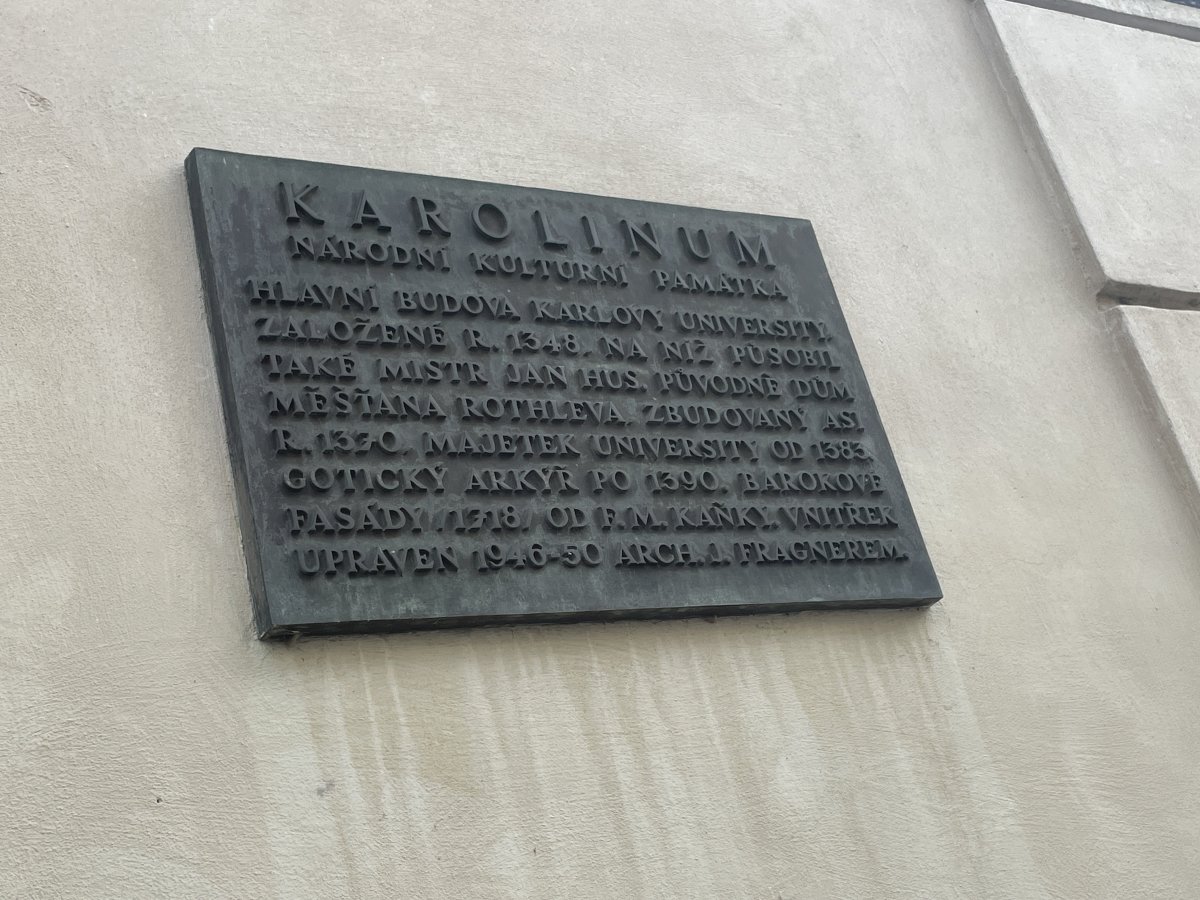 KAROLINUM
NÁRODNÍ KULTURNÍ PAMÁTKA
HLAVNÍ BUDOVA KARLOVY UNIVERSITY
ZALOŽENÉ R. 1348. NA NÍŽ PŮSOBIL
TAKÉ MISTR JAN HUS. PŮVODNĚ DŮM
MĚŠŤANA ROTHLEVA, ZBUDOVANÝ ASI
R. 1370. MAJETEK UNIVERSITY OD 1383.
GOTICKÝ ARKÝŘ PO 1390. BAROKOVÉ
FASÁDY /1718/ OD F. M. KAŇKY. VNITŘEK
UPRAVEN 1946-50 ARCH. J. FRAGNEREM.